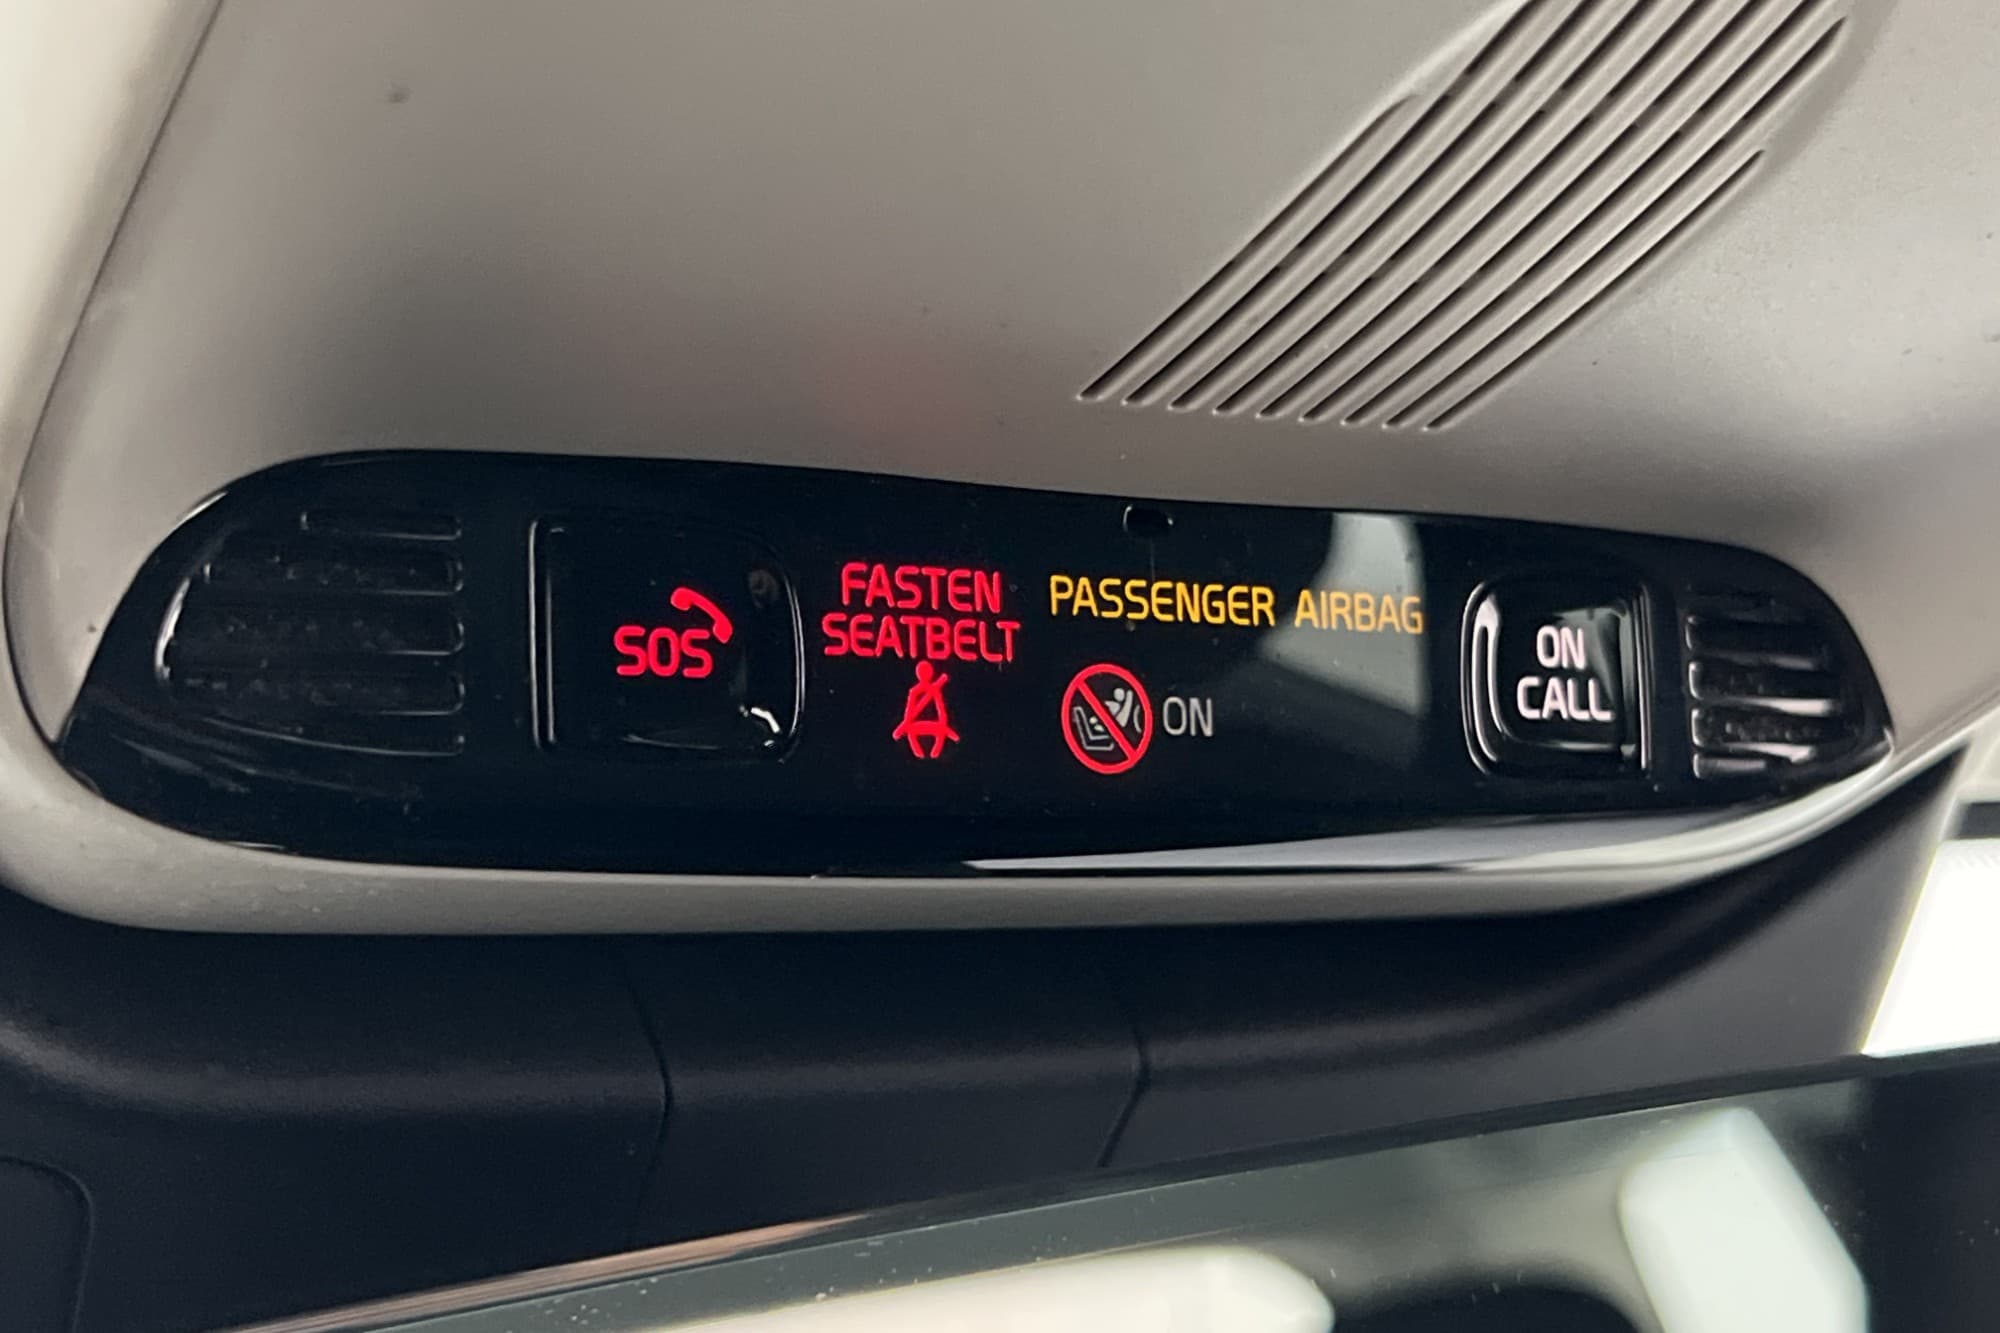 SOS
FASTEN
SEATBELT
PASSENGER AIRBAG
ON
ON
CALL